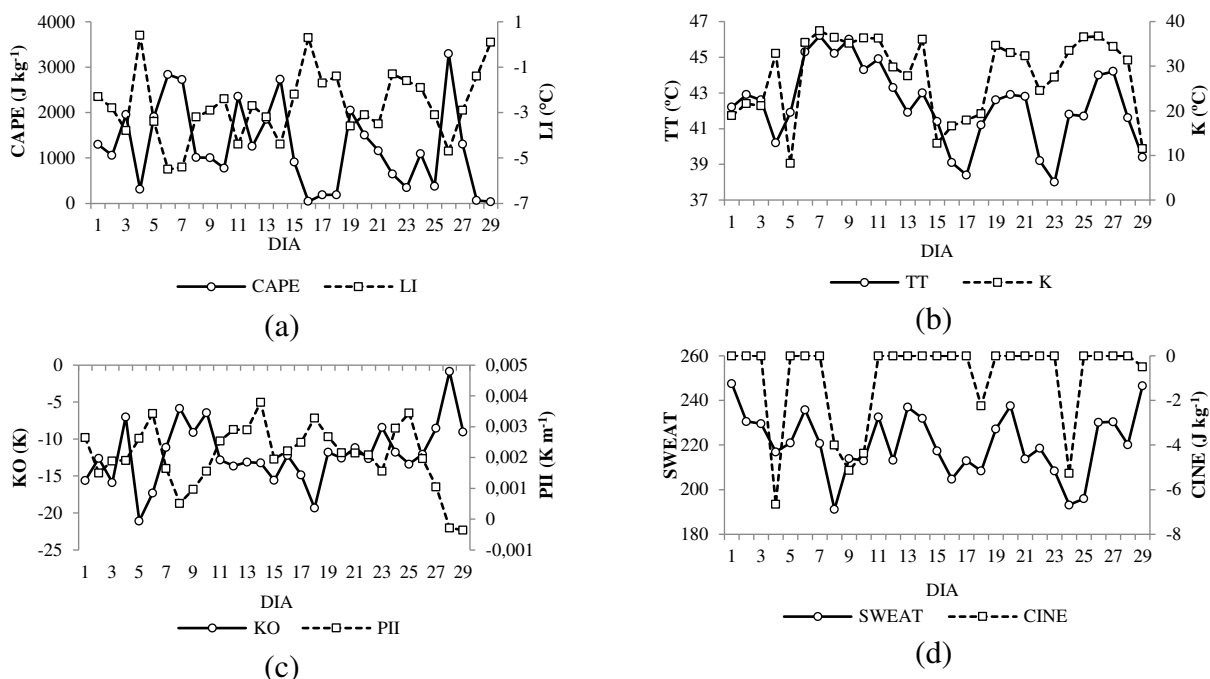 4000
3000
2000
1000
0
CAPE (J kg⁻¹)
1
-1
-3
-5
-7
LI (°C)
1 3 5 7 9 11 13 15 17 19 21 23 25 27 29
DIA
CAPE LI
(a)
47
45
43
41
39
37
TT (ºC)
40
30
20
10
0
K (ºC)
1 3 5 7 9 11 13 15 17 19 21 23 25 27 29
DIA
TT K
(b)
0
-5
-10
-15
-20
-25
KO (K)
0,005
0,004
0,003
0,002
0,001
0
-0,001
PII (K m⁻¹)
1 3 5 7 9 11 13 15 17 19 21 23 25 27 29
DIA
KO PII
(c)
260
240
220
200
180
SWEAT
0
-2
-4
-6
-8
CINE (J kg⁻¹)
1 3 5 7 9 11 13 15 17 19 21 23 25 27 29
DIA
SWEAT CINE
(d)